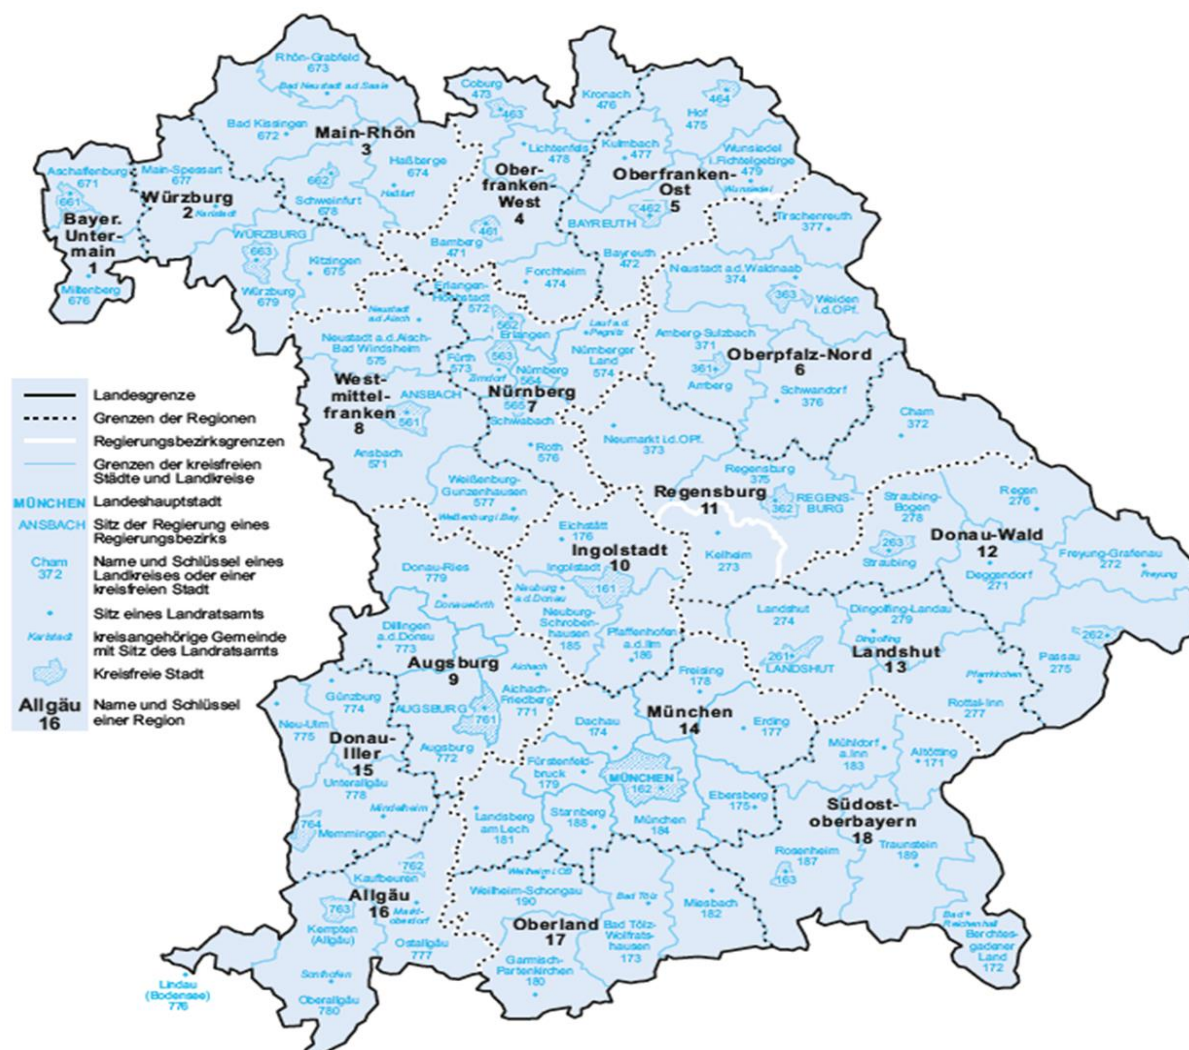 Rhön-Grabfeld
673
Bad Neustadt a.d. Saale
Bad Kissingen
672
Main-Rhön
3
Haßberge
674
Haßfurt
662
Schweinfurt
678
Coburg
473
463
Kronach
476
Lichtenfels
478
Ober-
franken-
West
4
461
Bamberg
471
Forchheim
474
464
Hof
475
Kulmbach
477
Wunsiedel
i.Fichtelgebirge
479
Wunsiedel
Oberfranken-
Ost
5
462
BAYREUTH
Bayreuth
472
Aschaffenburg
671
661
Bayer.
Unter-
main
1
Miltenberg
676
Main-Spessart
677
Würzburg
2
Karlstadt
WÜRZBURG
663
Würzburg
679
Kitzingen
675
Tirschenreuth
377
Neustadt a.d. Waldnaab
374
363
Weiden
i.d.OPf.
Amberg-Sulzbach
371
361
Amberg
Oberpfalz-Nord
6
Schwandorf
376
Erlangen-
Höchstadt
572
562
Erlangen
Lauf a.d.
Pegnitz
Nürnberger
Land
574
Fürth
573
563
Zirndorf
Nürnberg
564
Nürnberg
7
565
Schwabach
Roth
576
Neustadt
a.d. Aisch
Neustadt a.d. Aisch-
Bad Windsheim
575
West-
mittel-
franken
8
ANSBACH
561
Ansbach
571
Weißenburg-
Gunzenhausen
577
Weißenburg i. Bay.
Neumarkt i.d.OPf.
373
Cham
372
Regensburg
375
Regensburg
11
362
REGENS-
BURG
Kelheim
273
Straubing-
Bogen
278
263
Straubing
Regen
276
Donau-Wald
12
Deggendorf
271
Freyung-Grafenau
272
Freyung
262
Passau
275
Eichstätt
176
Ingolstadt
10
Ingolstadt
161
Neuburg
a.d. Donau
Neuburg-
Schroben-
hausen
185
Pfaffenhofen
a.d.Ilm
186
Landshut
274
261
LANDSHUT
Dingolfing-Landau
279
Dingolfing
Landshut
13
Pfarrkirchen
Rottal-Inn
277
Donau-Ries
779
Donauwörth
Dillingen
a.d. Donau
773
Augsburg
9
Aichach
Aichach-
Friedberg
771
AUGSBURG
761
Augsburg
772
Günzburg
774
Neu-Ulm
775
Donau-
Iller
15
Unterallgäu
778
Mindelheim
764
Memmingen
Freising
178
München
14
Erding
177
Dachau
174
Fürstenfeld-
bruck
179
MÜNCHEN
162
Ebersberg
175
Landsberg
am Lech
181
Starnberg
188
München
184
Mühldorf
a.Inn
183
Altötting
171
Südost-
oberbayern
18
Rosenheim
187
163
Traunstein
189
Bad
Reichenhall
Berchtes-
gadener
Land
172
762
Kaufbeuren
Allgäu
16
763
Kempten
(Allgäu)
Markt-
oberdorf
Ostallgäu
777
Sonthofen
Oberallgäu
780
Lindau
(Bodensee)
776
Weilheim i.OB
Weilheim-Schongau
190
Oberland
17
Garmisch-
Partenkirchen
180
Bad Tölz
Bad Tölz-
Wolfrats-
hausen
173
Miesbach
182
Landesgrenze
Grenzen der Regionen
Regierungsbezirksgrenzen
Grenzen der kreisfreien
Städte und Landkreise
MÜNCHEN Landeshauptstadt
ANSBACH Sitz der Regierung eines
Regierungsbezirks
Cham Name und Schlüssel eines
372 Landkreises oder einer
kreisfreien Stadt
Sitz eines Landratsamts
Karlstadt kreisangehörige Gemeinde
mit Sitz des Landratsamts
Kreisfreie Stadt
Allgäu Name und Schlüssel
16 einer Region